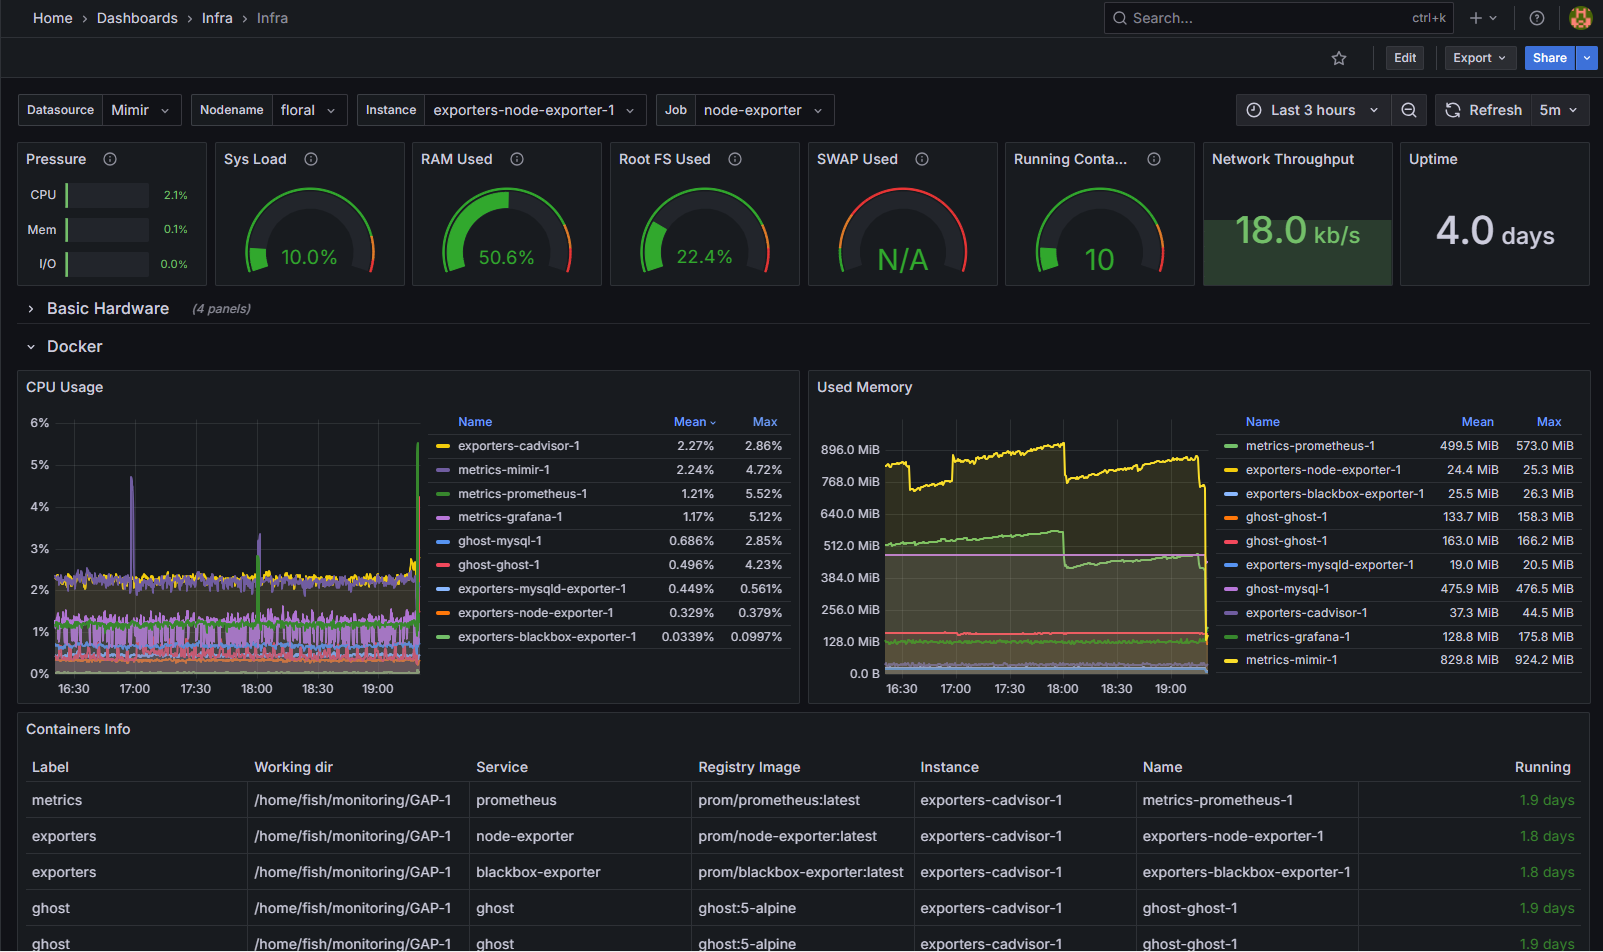 Home › Dashboards › Infra › Infra
Search... ctrl+k
Edit Export Share
Datasource Mimir Nodename floral Instance exporters-node-exporter-1 Job node-exporter Last 3 hours Refresh 5m
Pressure
CPU 2.1%
Mem 0.1%
I/O 0.0%
Sys Load
10.0%
RAM Used
50.6%
Root FS Used
22.4%
SWAP Used
N/A
Running Conta...
10
Network Throughput
18.0 kb/s
Uptime
4.0 days
Basic Hardware (4 panels)
Docker
CPU Usage
6%
5%
4%
3%
2%
1%
0%
16:30 17:00 17:30 18:00 18:30 19:00
Name Mean Max
exporters-cadvisor-1 2.27% 2.86%
metrics-mimir-1 2.24% 4.72%
metrics-prometheus-1 1.21% 5.52%
metrics-grafana-1 1.17% 5.12%
ghost-mysql-1 0.686% 2.85%
ghost-ghost-1 0.496% 4.23%
exporters-mysqld-exporter-1 0.449% 0.561%
exporters-node-exporter-1 0.329% 0.379%
exporters-blackbox-exporter-1 0.0339% 0.0997%
Used Memory
896.0 MiB
768.0 MiB
640.0 MiB
512.0 MiB
384.0 MiB
256.0 MiB
128.0 MiB
0.0 B
16:30 17:00 17:30 18:00 18:30 19:00
Name Mean Max
metrics-prometheus-1 499.5 MiB 573.0 MiB
exporters-node-exporter-1 24.4 MiB 25.3 MiB
exporters-blackbox-exporter-1 25.5 MiB 26.3 MiB
ghost-ghost-1 133.7 MiB 158.3 MiB
ghost-ghost-1 163.0 MiB 166.2 MiB
exporters-mysqld-exporter-1 19.0 MiB 20.5 MiB
ghost-mysql-1 475.9 MiB 476.5 MiB
exporters-cadvisor-1 37.3 MiB 44.5 MiB
metrics-grafana-1 128.8 MiB 175.8 MiB
metrics-mimir-1 829.8 MiB 924.2 MiB
Containers Info
Label Working dir Service Registry Image Instance Name Running
metrics /home/fish/monitoring/GAP-1 prometheus prom/prometheus:latest exporters-cadvisor-1 metrics-prometheus-1 1.9 days
exporters /home/fish/monitoring/GAP-1 node-exporter prom/node-exporter:latest exporters-cadvisor-1 exporters-node-exporter-1 1.8 days
exporters /home/fish/monitoring/GAP-1 blackbox-exporter prom/blackbox-exporter:latest exporters-cadvisor-1 exporters-blackbox-exporter-1 1.8 days
ghost /home/fish/monitoring/GAP-1 ghost ghost:5-alpine exporters-cadvisor-1 ghost-ghost-1 1.9 days
ghost /home/fish/monitoring/GAP-1 ghost ghost:5-alpine exporters-cadvisor-1 ghost-ghost-1 1.9 days